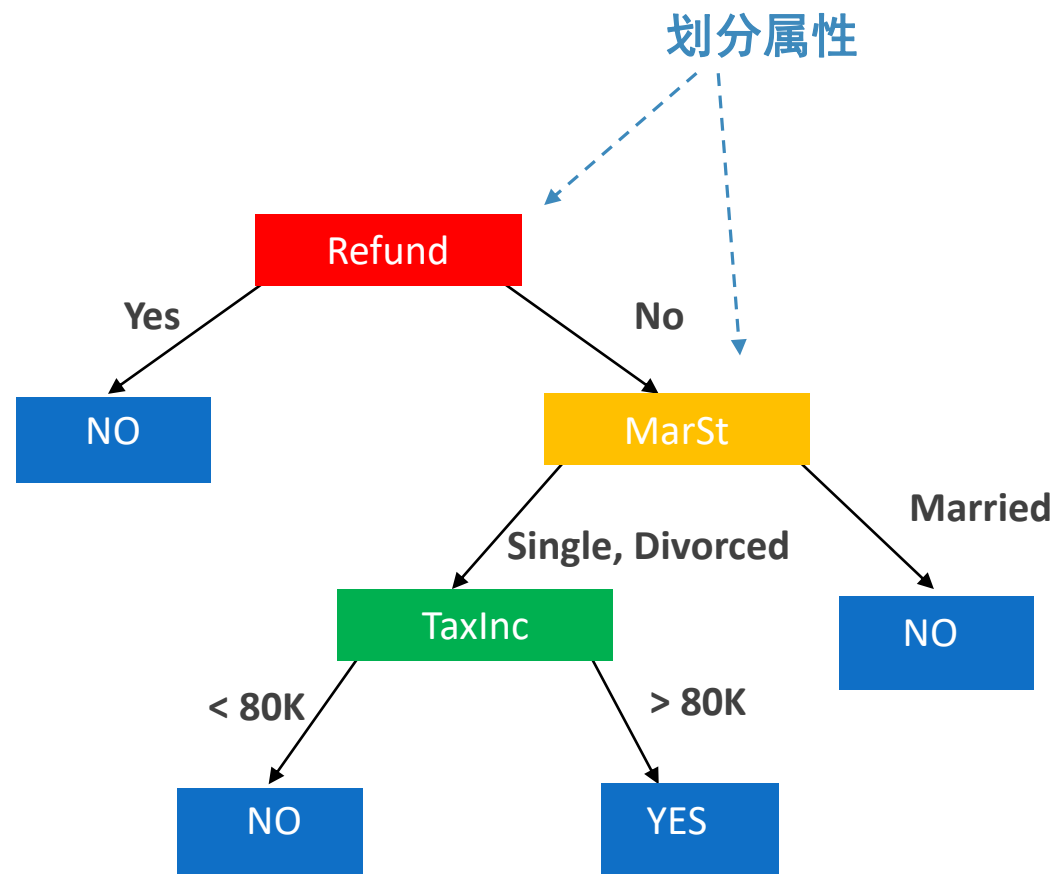 划分属性
Refund
Yes
No
NO
MarSt
Married
Single, Divorced
TaxInc
NO
< 80K
> 80K
NO
YES